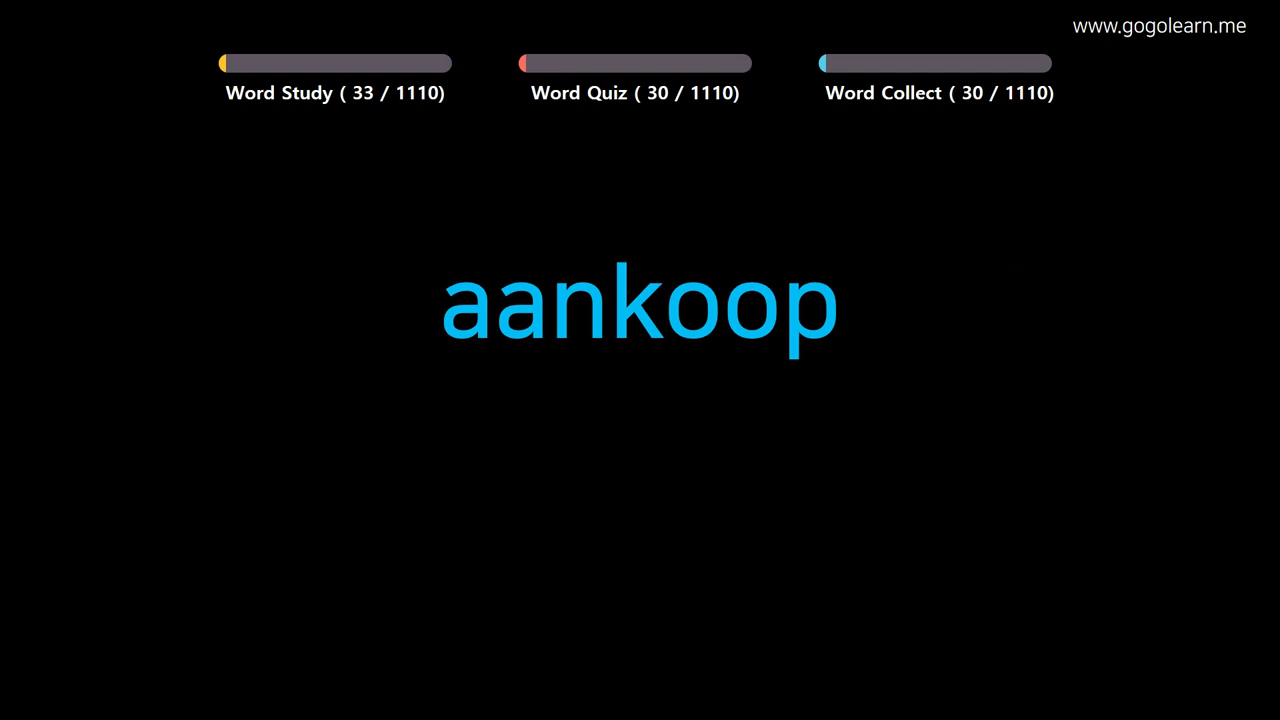 www.gogolearn.me
Word Study ( 33 / 1110)
Word Quiz ( 30 / 1110)
Word Collect ( 30 / 1110)
aankoop